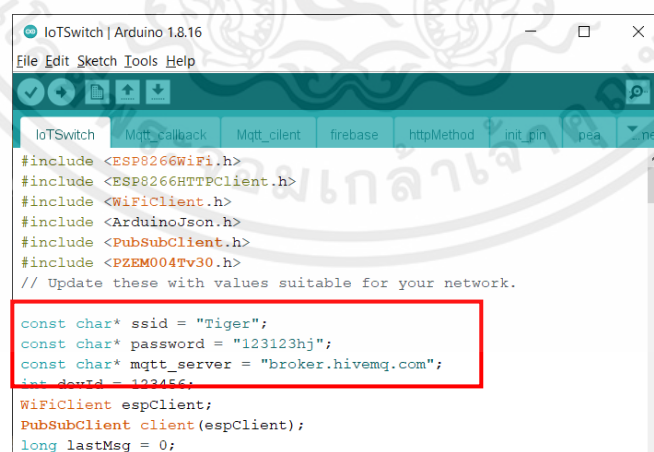 IoTSwitch | Arduino 1.8.16
File Edit Sketch Tools Help
IoTSwitch Mqtt_callback Mqtt_cilent firebase httpMethod init_pin pea
#include <ESP8266WiFi.h>
#include <ESP8266HTTPClient.h>
#include <WiFiClient.h>
#include <ArduinoJson.h>
#include <PubSubClient.h>
#include <PZEM004Tv30.h>
// Update these with values suitable for your network.
const char* ssid = "Tiger";
const char* password = "123123hj";
const char* mqtt_server = "broker.hivemq.com";
int devId = 123456;
WiFiClient espClient;
PubSubClient client(espClient);
long lastMsg = 0;